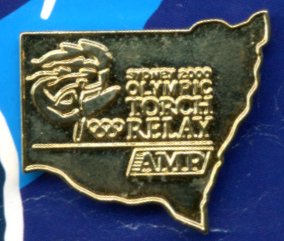 SYDNEY 2000
OLYMPIC
TORCH
RELAY
AMP